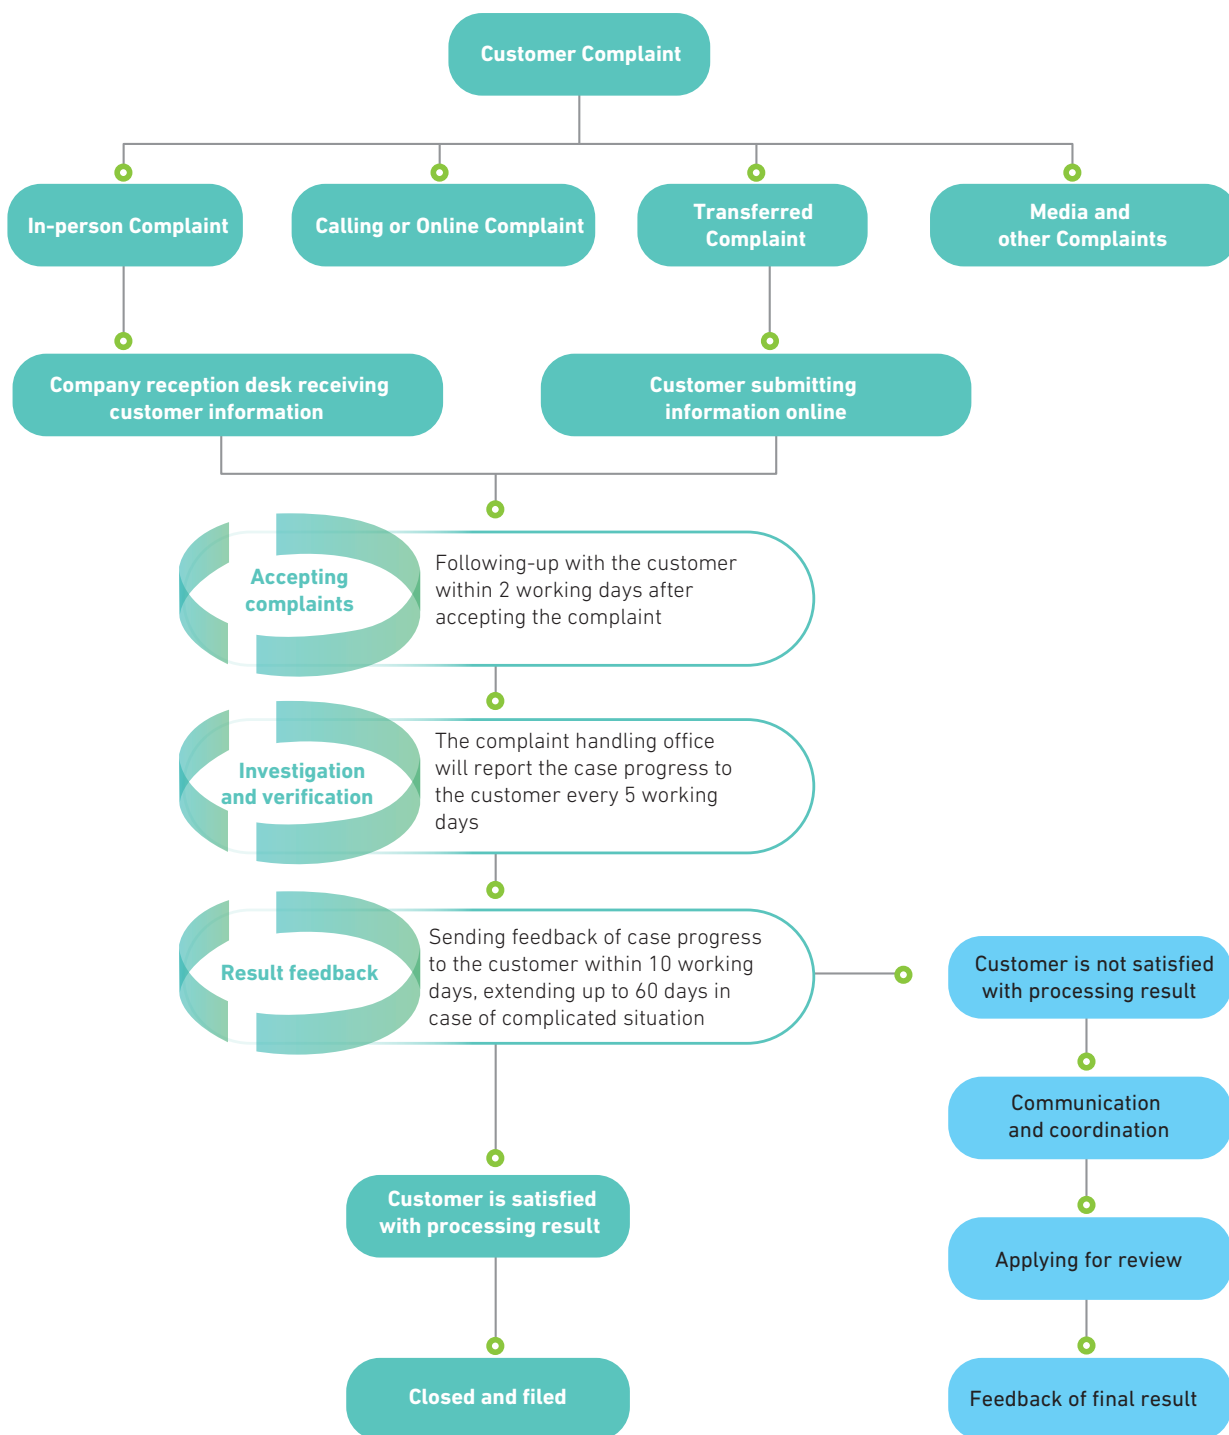 Customer Complaint
In-person Complaint
Calling or Online Complaint
Transferred
Complaint
Media and
other Complaints
Company reception desk receiving
customer information
Customer submitting
information online
Accepting
complaints
Following-up with the customer
within 2 working days after
accepting the complaint
Investigation
and verification
The complaint handling office
will report the case progress to
the customer every 5 working
days
Result feedback
Sending feedback of case progress
to the customer within 10 working
days, extending up to 60 days in
case of complicated situation
Customer is not satisfied
with processing result
Communication
and coordination
Applying for review
Feedback of final result
Customer is satisfied
with processing result
Closed and filed